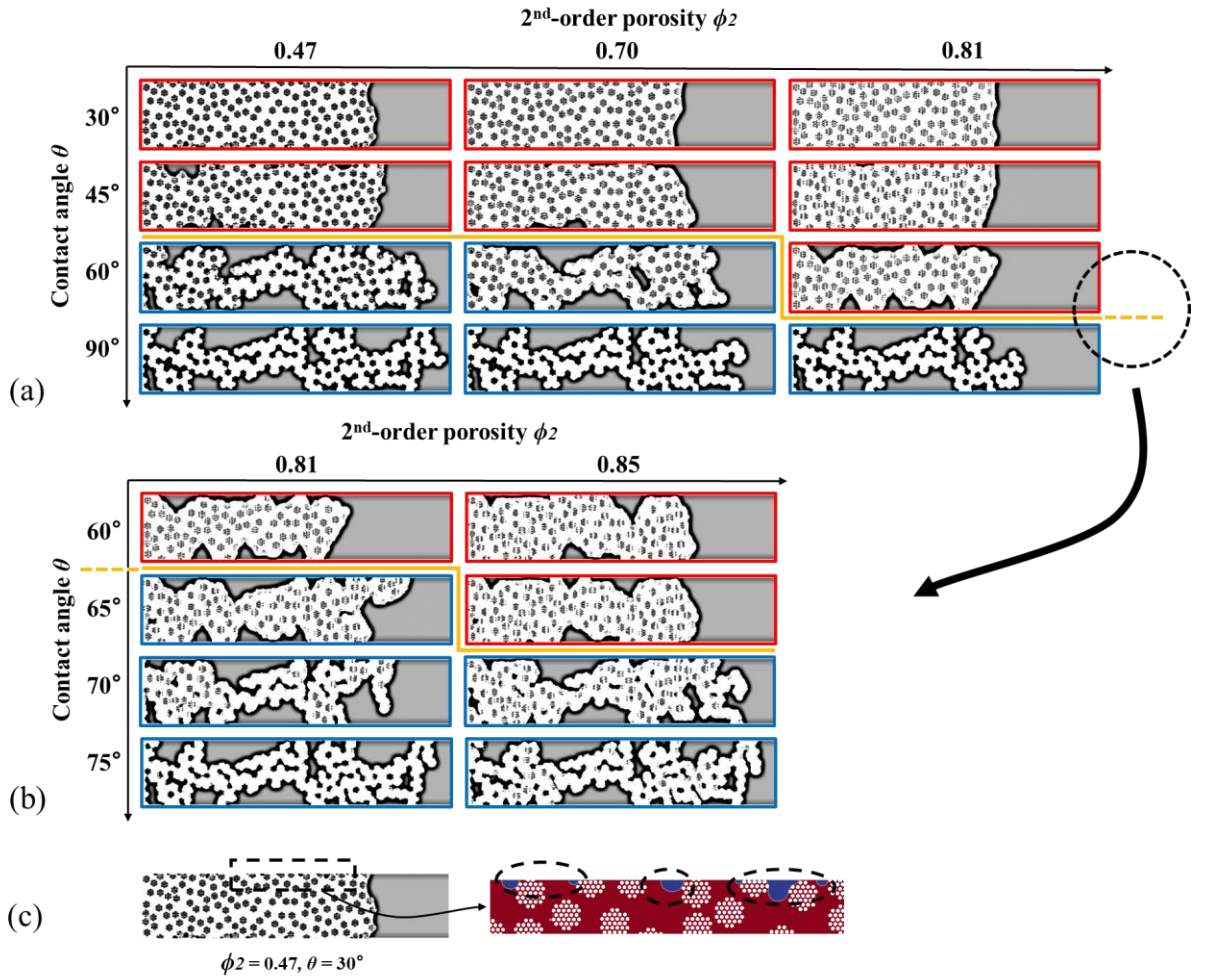 2nd-order porosity ϕ2
0.47 0.70 0.81
Contact angle θ
30°
45°
60°
90°
(a)
2nd-order porosity ϕ2
0.81 0.85
Contact angle θ
60°
65°
70°
75°
(b)
(c)
ϕ2 = 0.47, θ = 30°